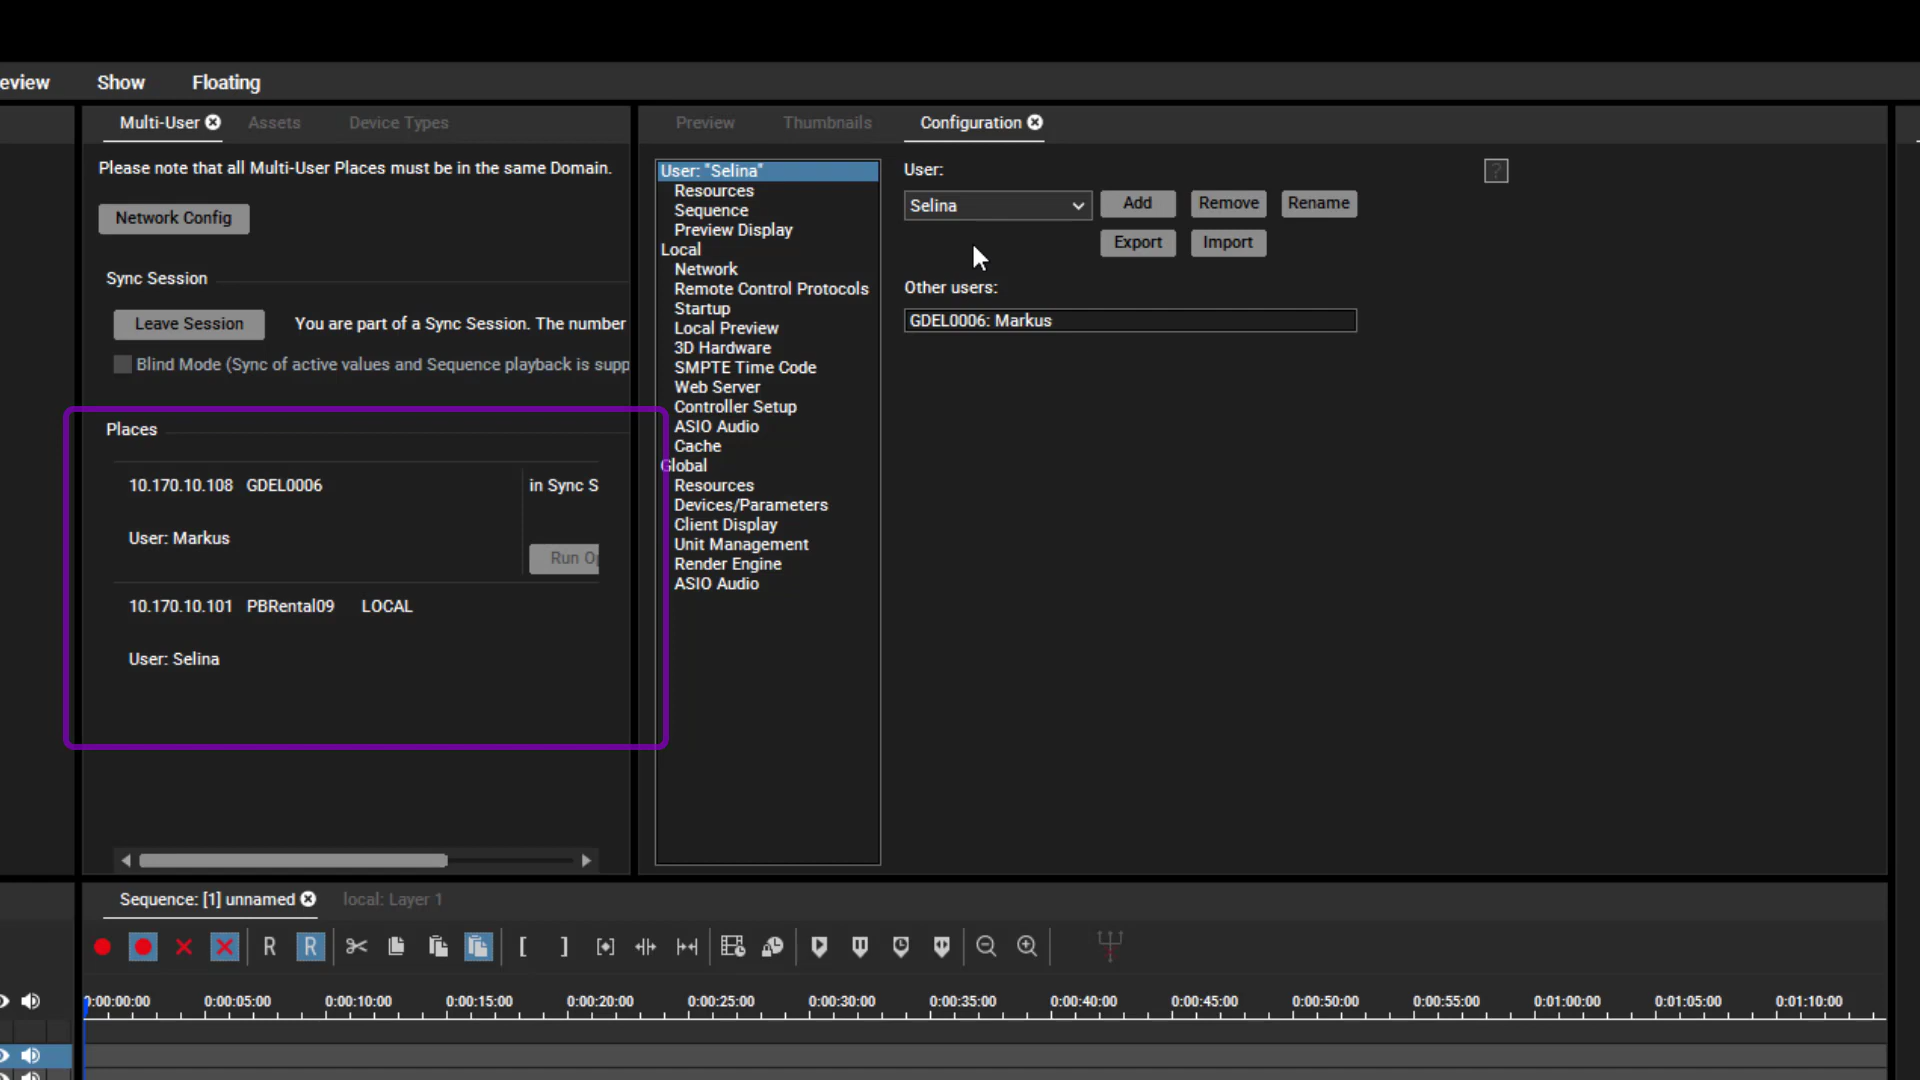 eview Show Floating
Multi-User Assets Device Types
Please note that all Multi-User Places must be in the same Domain.
Network Config
Sync Session
Leave Session You are part of a Sync Session. The number
Blind Mode (Sync of active values and Sequence playback is supp
Places
10.170.10.108 GDEL0006 in Sync S
User: Markus
Run Op
10.170.10.101 PBRental09 LOCAL
User: Selina
Preview Thumbnails Configuration
User: "Selina"
Resources
Sequence
Preview Display
Local
Network
Remote Control Protocols
Startup
Local Preview
3D Hardware
SMPTE Time Code
Web Server
Controller Setup
ASIO Audio
Cache
Global
Resources
Devices/Parameters
Client Display
Unit Management
Render Engine
ASIO Audio
User: ?
Selina Add Remove Rename
Export Import
Other users:
GDEL0006: Markus
Sequence: [1] unnamed local: Layer 1
R R
0:00:00:00 0:00:05:00 0:00:10:00 0:00:15:00 0:00:20:00 0:00:25:00 0:00:30:00 0:00:35:00 0:00:40:00 0:00:45:00 0:00:50:00 0:00:55:00 0:01:00:00 0:01:05:00 0:01:10:00